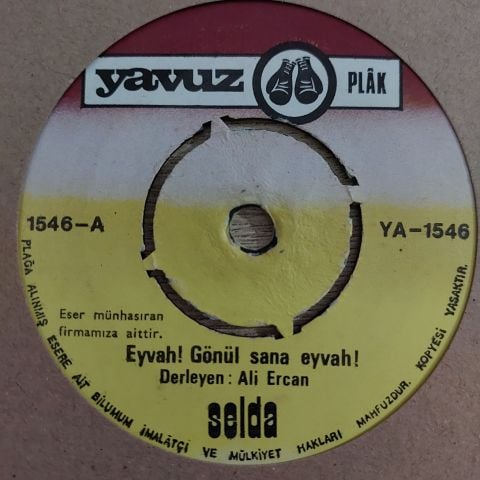 yavuz PLÂK
1546-A
YA-1546
Eser münhasıran
firmamıza aittir.
Eyvah! Gönül sana eyvah!
Derleyen: Ali Ercan
selda
PLAĞA ALINMIŞ ESERE AİT BİLUMUM İMALÂTÇİ VE MÜLKİYET HAKLARI MAHFUZDUR. KOPYESİ YASAKTIR.